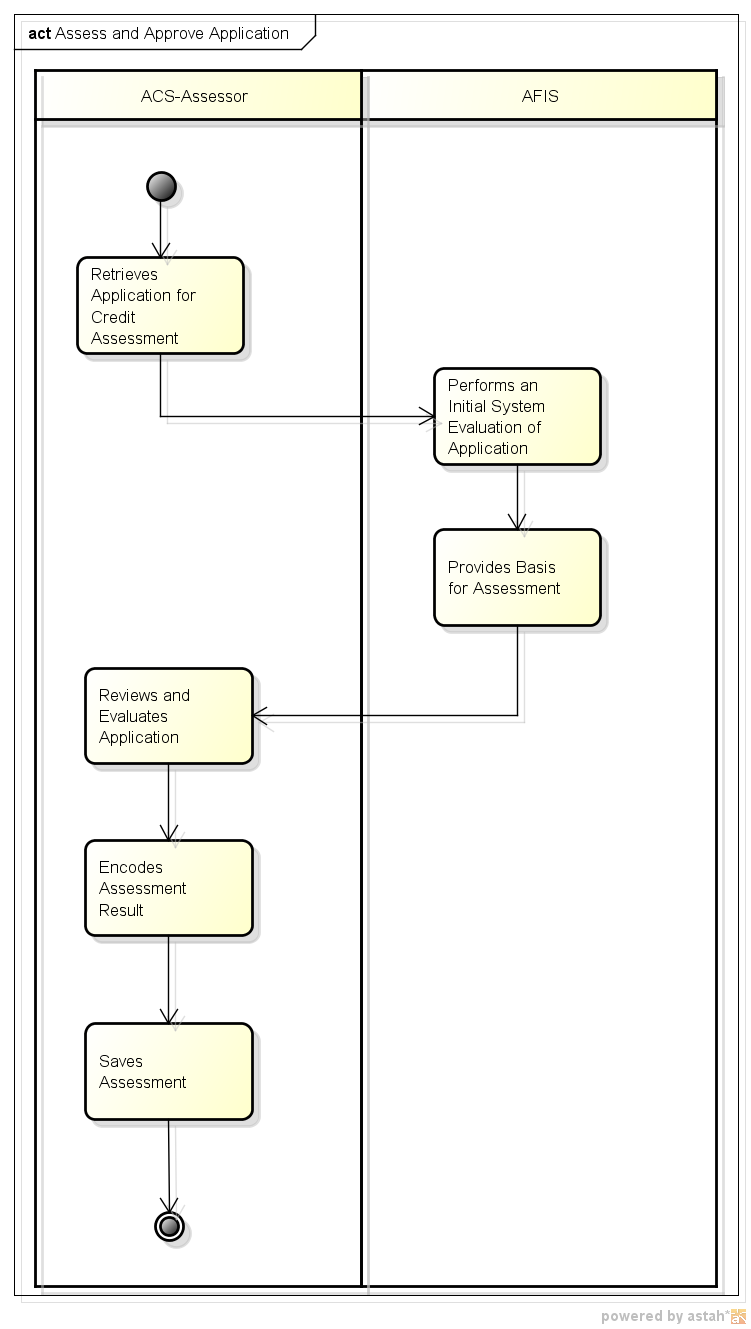 act Assess and Approve Application
ACS-Assessor
AFIS
Retrieves
Application for
Credit
Assessment
Performs an
Initial System
Evaluation of
Application
Provides Basis
for Assessment
Reviews and
Evaluates
Application
Encodes
Assessment
Result
Saves
Assessment
powered by astah*